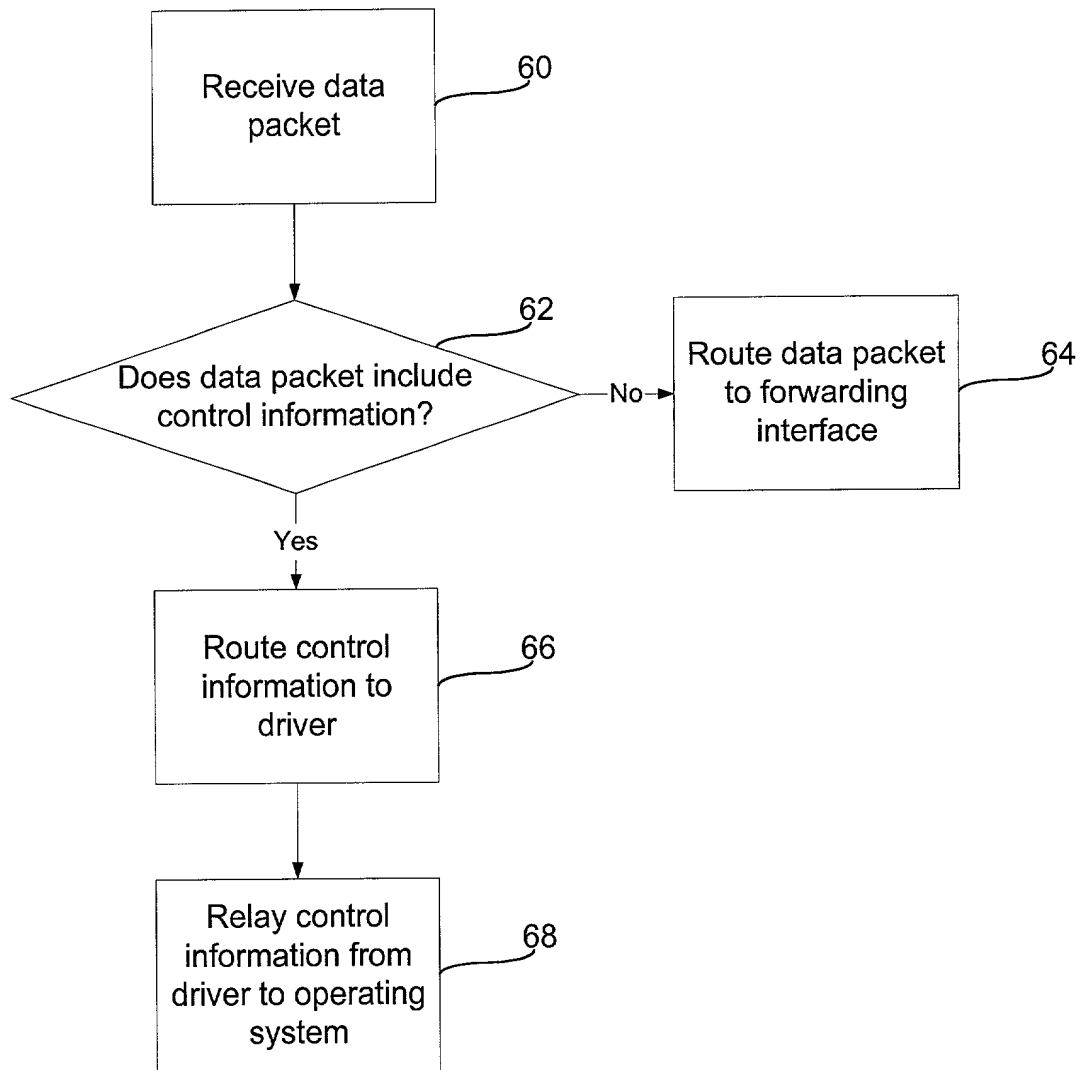 Receive data
packet
60
62
Does data packet include
control information?
No
Route data packet
to forwarding
interface
64
Yes
Route control
information to
driver
66
Relay control
information from
driver to operating
system
68